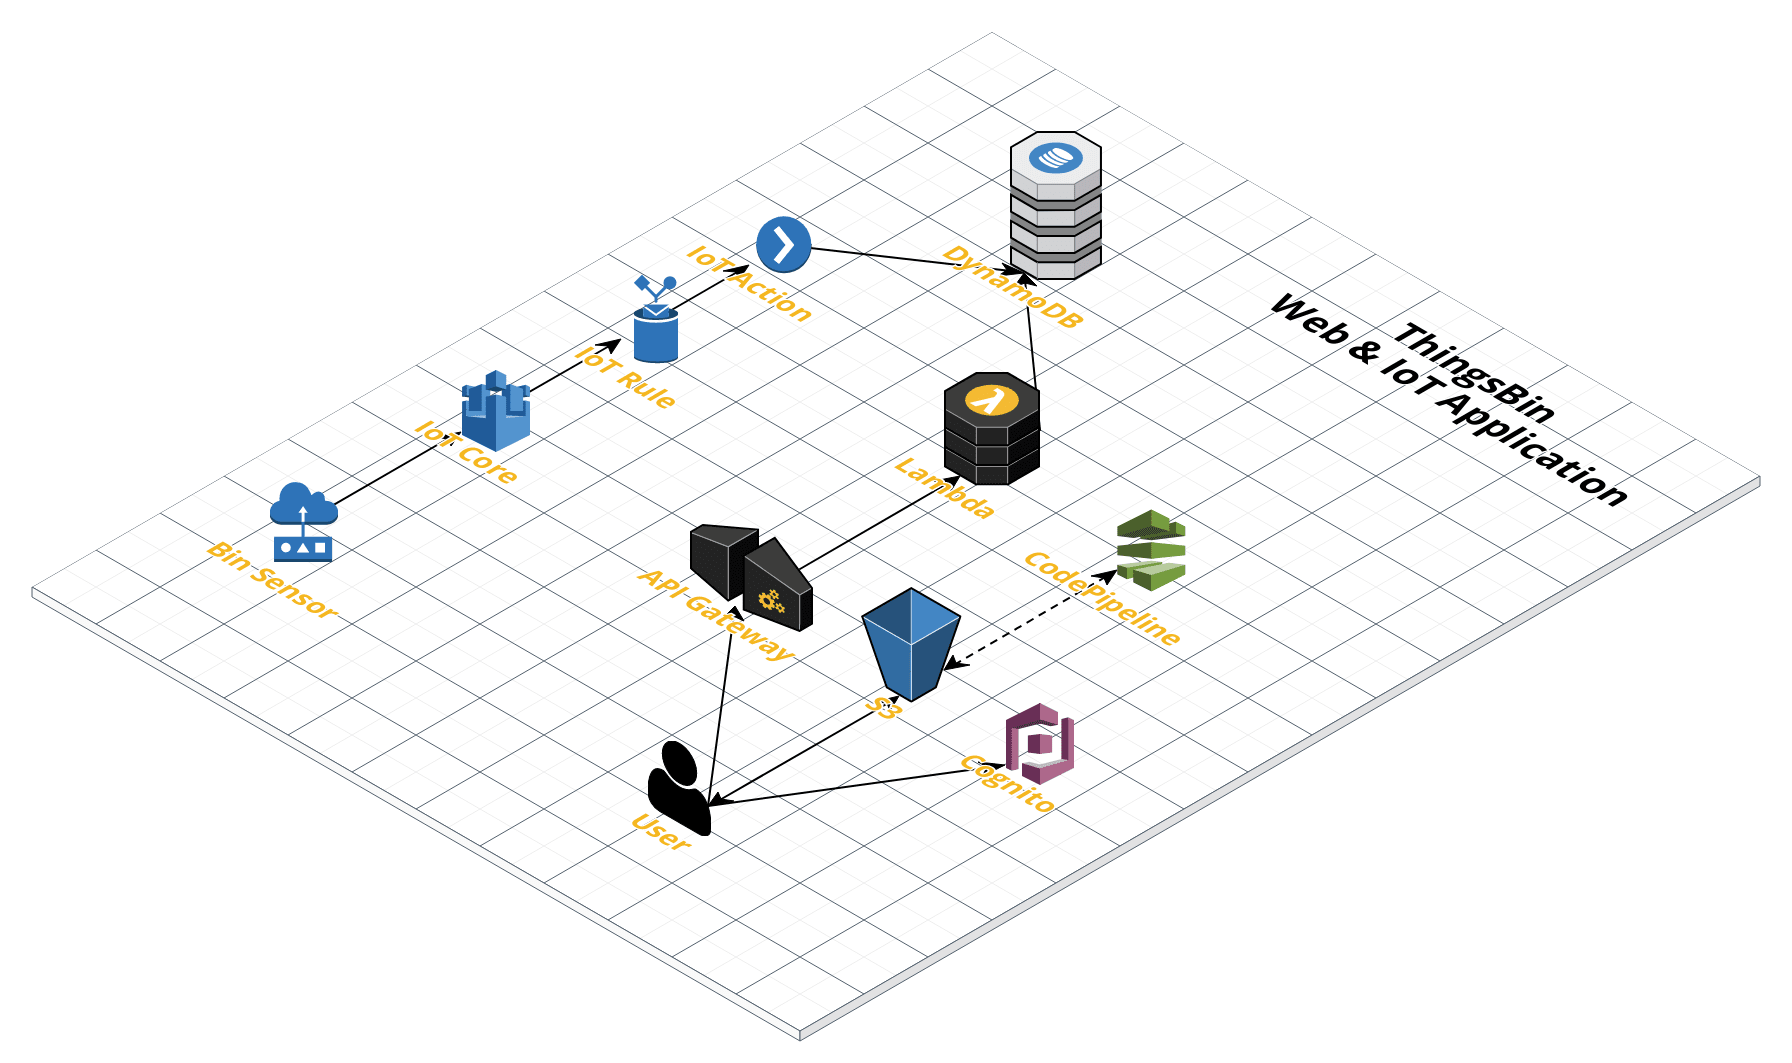 ThingsBin
Web & IoT Application
DynamoDB
IoT Action
IoT Rule
IoT Core
Bin Sensor
Lambda
API Gateway
CodePipeline
S3
Cognito
User